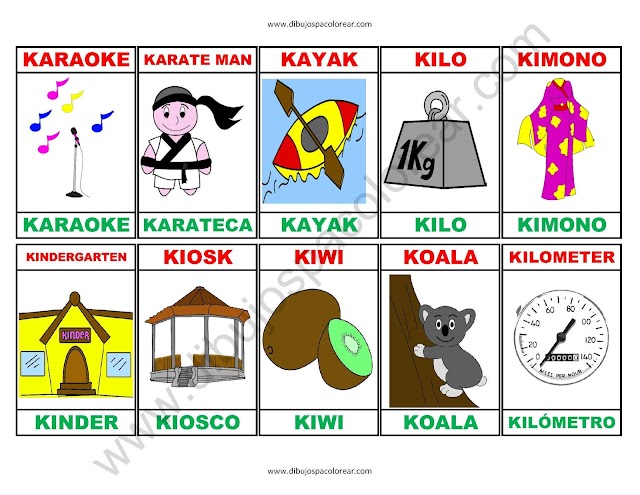 www.dibujospacolorear.com
KARAOKE
KARATE MAN
KAYAK
KILO
KIMONO
1Kg
KARAOKE
KARATECA
KAYAK
KILO
KIMONO
KINDERGARTEN
KIOSK
KIWI
KOALA
KILOMETER
KINDER
20 40 60 80 100 120 140
0
MILES PER HOUR
KINDER
KIOSCO
KIWI
KOALA
KILÓMETRO
www.dibujospacolorear.com
www.dibujospacolorear.com